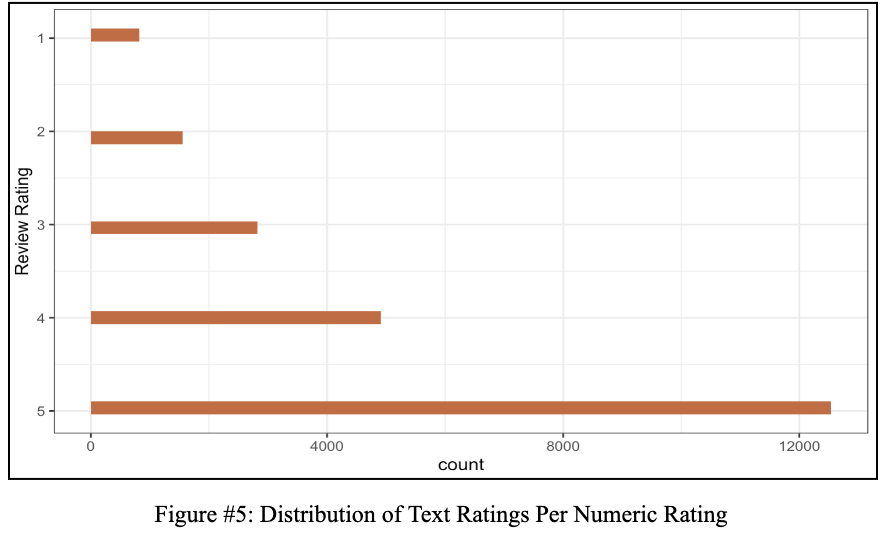 1
2
3
4
5
Review Rating
0 4000 8000 12000
count
Figure #5: Distribution of Text Ratings Per Numeric Rating